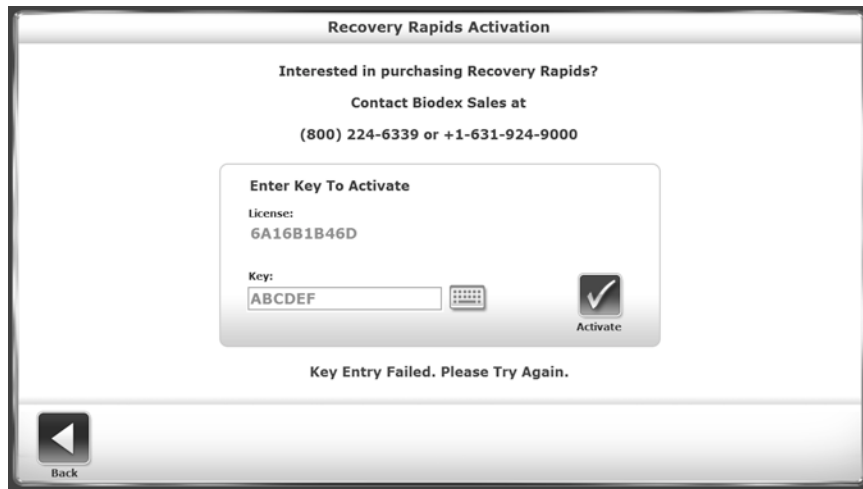 Recovery Rapids Activation
Interested in purchasing Recovery Rapids?
Contact Biodex Sales at
(800) 224-6339 or +1-631-924-9000
Enter Key To Activate
License:
6A16B1B46D
Key:
ABCDEF
Activate
Key Entry Failed. Please Try Again.
Back